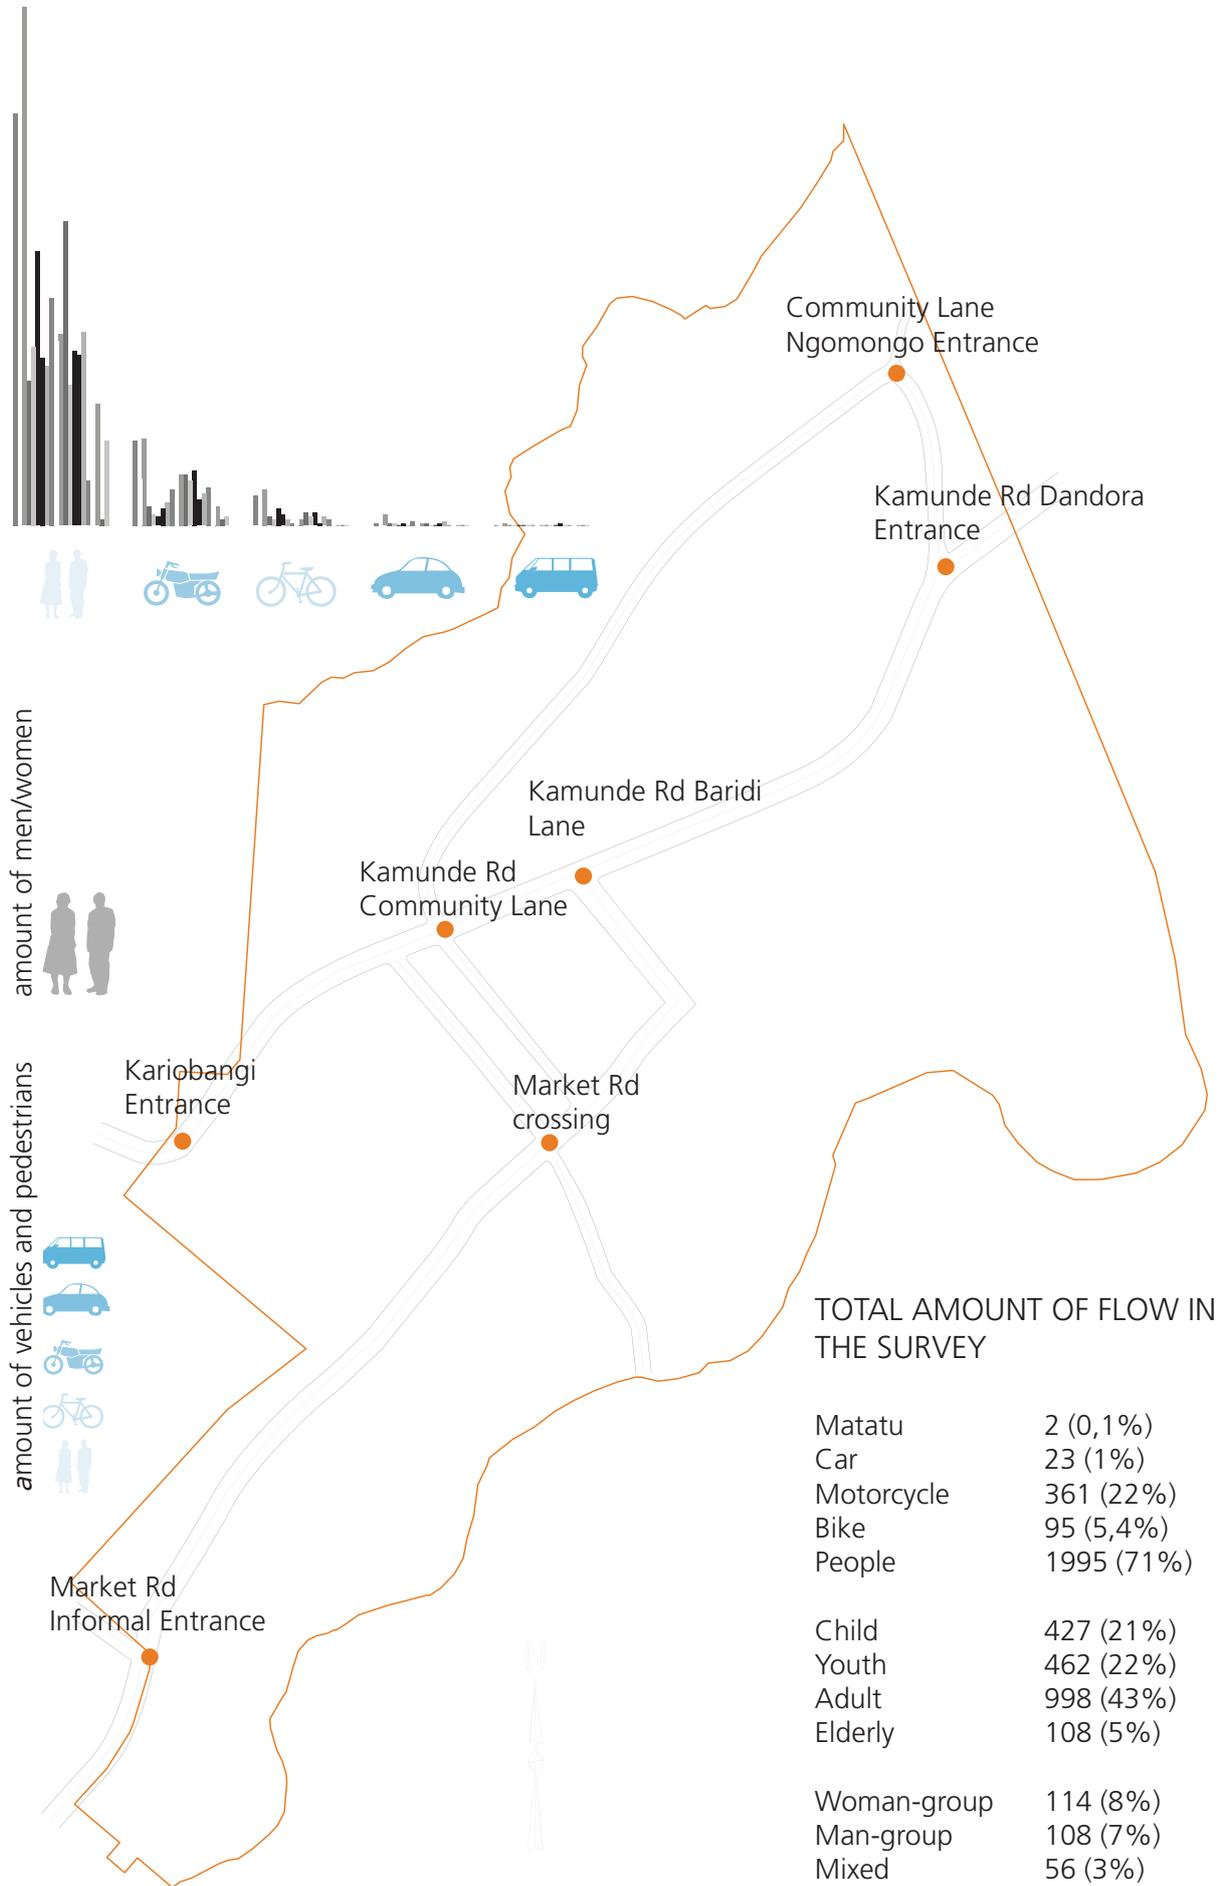 Community Lane
Ngomongo Entrance
Kamunde Rd Dandora
Entrance
amount of men/women
Kamunde Rd Baridi
Lane
Kamunde Rd
Community Lane
Kariobangi
Entrance
Market Rd
crossing
amount of vehicles and pedestrians
Market Rd
Informal Entrance
N
TOTAL AMOUNT OF FLOW IN
THE SURVEY
Matatu 2 (0,1%)
Car 23 (1%)
Motorcycle 361 (22%)
Bike 95 (5,4%)
People 1995 (71%)
Child 427 (21%)
Youth 462 (22%)
Adult 998 (43%)
Elderly 108 (5%)
Woman-group 114 (8%)
Man-group 108 (7%)
Mixed 56 (3%)